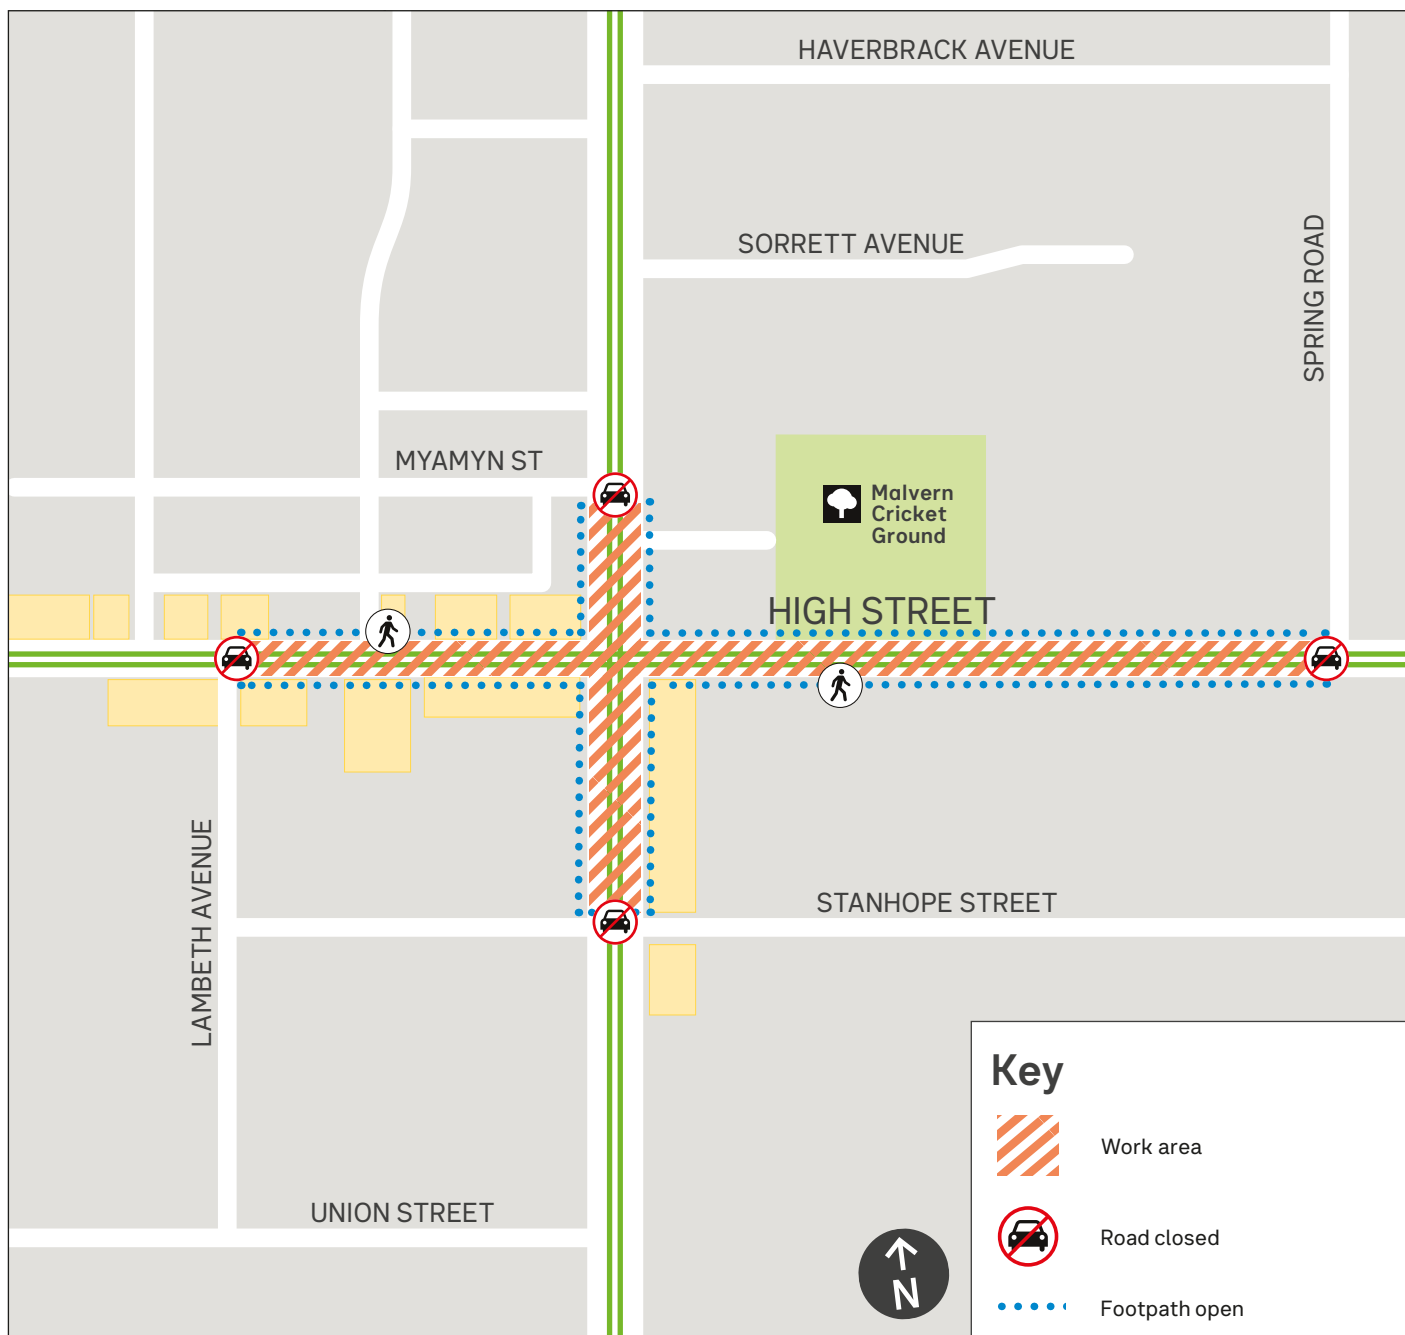 HAVERBRACK AVENUE
SORRETT AVENUE
SPRING ROAD
MYAMYN ST
Malvern
Cricket
Ground
HIGH STREET
LAMBETH AVENUE
STANHOPE STREET
UNION STREET
N
Key
Work area
Road closed
Footpath open